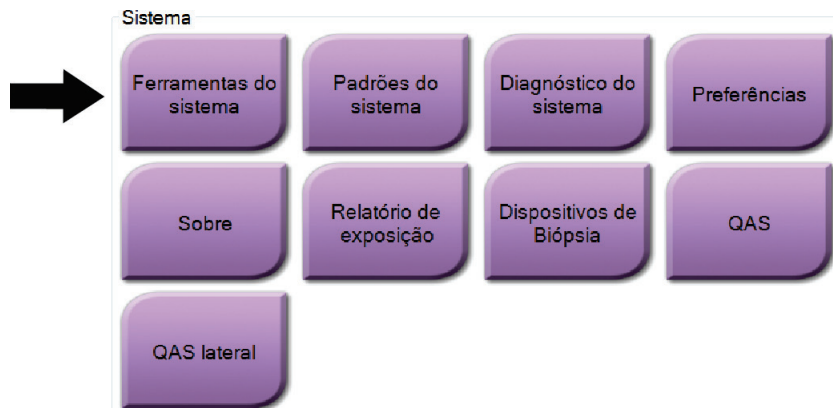 Sistema
Ferramentas do
sistema
Padrões do
sistema
Diagnóstico do
sistema
Preferências
Sobre
Relatório de
exposição
Dispositivos de
Biópsia
QAS
QAS lateral